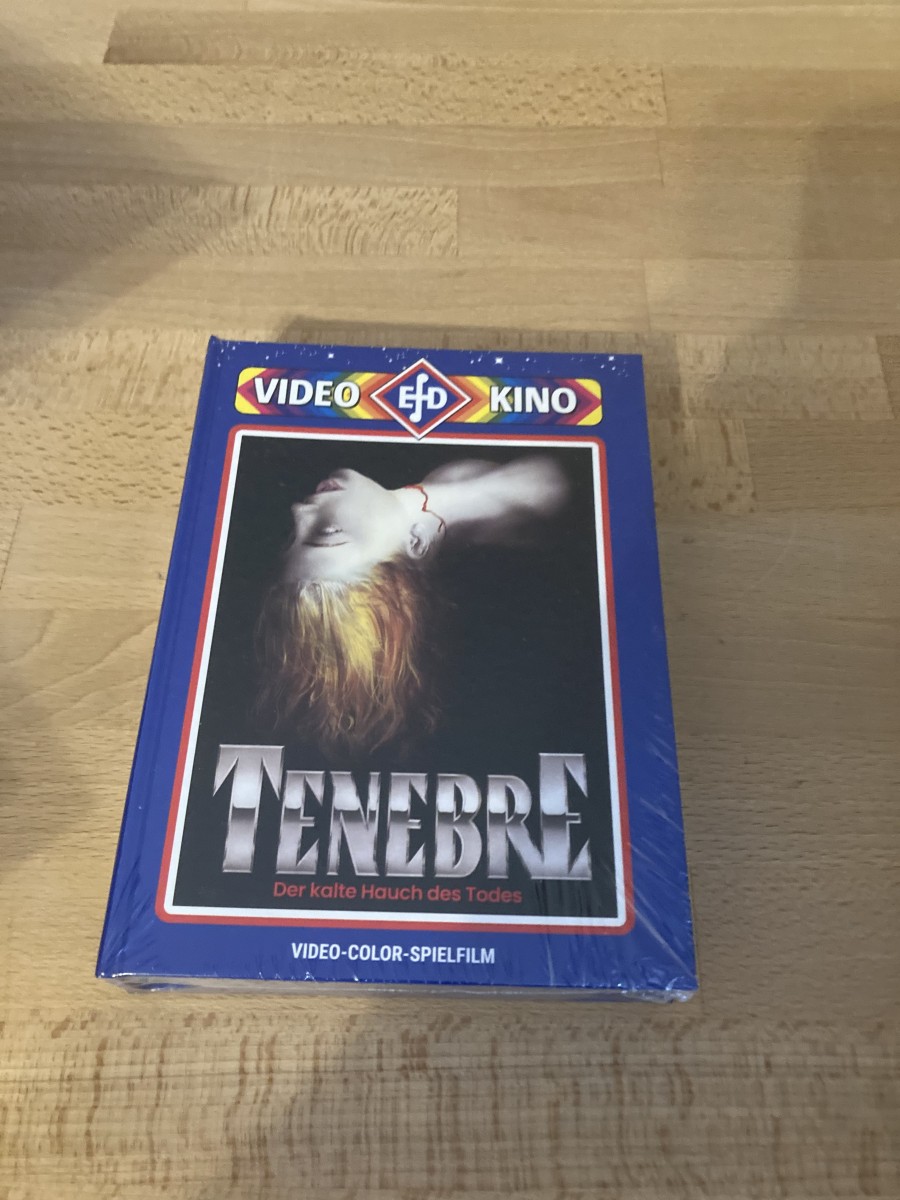 VIDEO EfD KINO
TENEBRE
Der kalte Hauch des Todes
VIDEO-COLOR-SPIELFILM